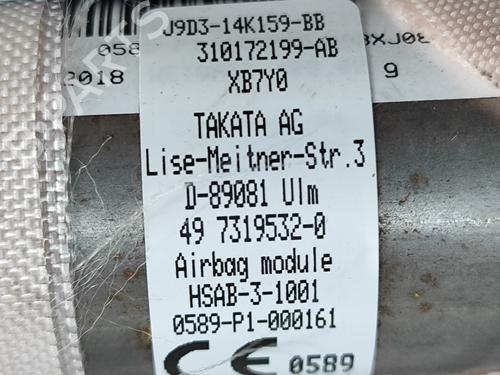 J9D3-14K159-BB
310172199-AB
XB7Y0
058
2018
9
TAKATA AG
Lise-Meitner-Str.3
D-89081 Ulm
49 7319532-0
Airbag module
HSAB-3-1001
0589-P1-000161
CE 0589